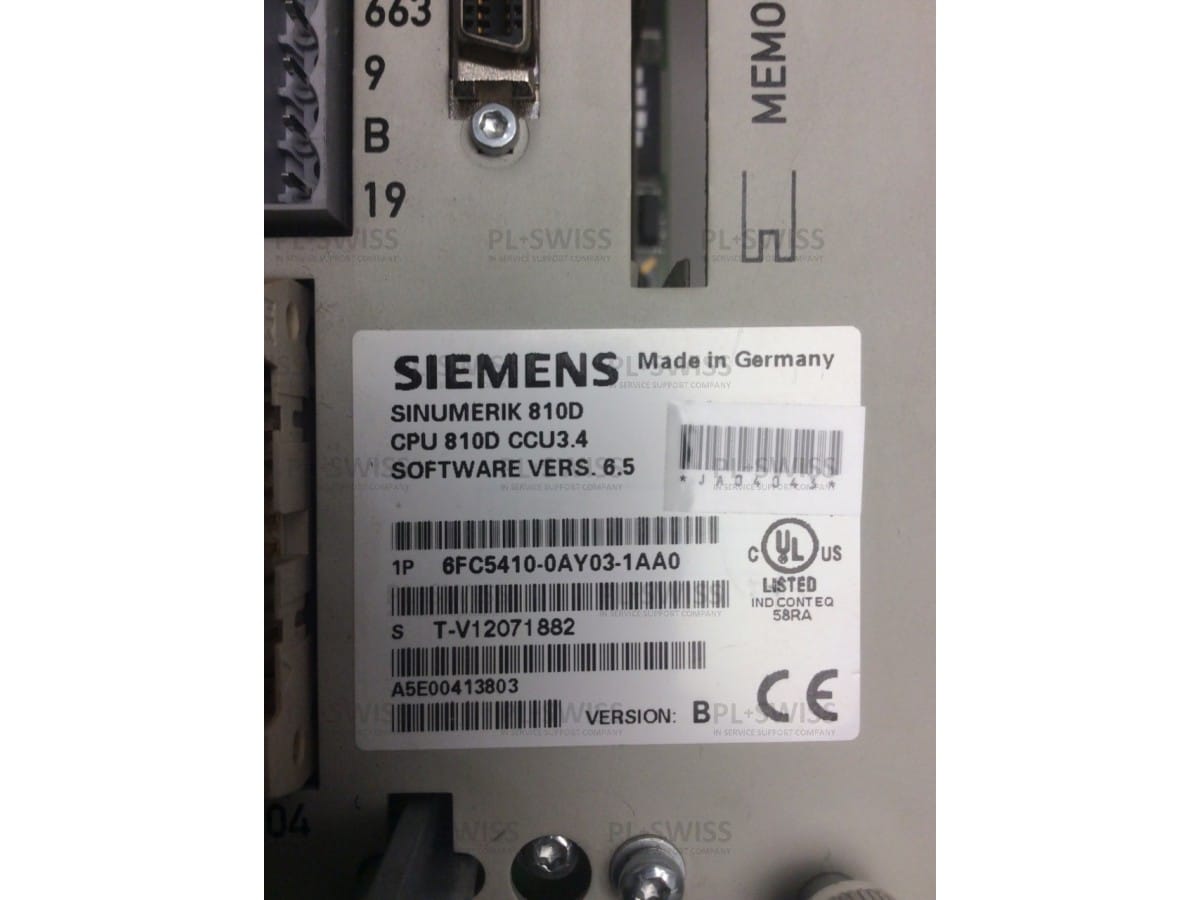 663
9
B
19
MEMO
SIEMENS Made in Germany
SINUMERIK 810D
CPU 810D CCU3.4
SOFTWARE VERS. 6.5
*JA04043*
1P 6FC5410-0AY03-1AA0
C UL US
LISTED
IND CONT EQ
58RA
S T-V12071882
A5E00413803
VERSION: B CE
04
PL+SWISS
IN SERVICE SUPPORT COMPANY